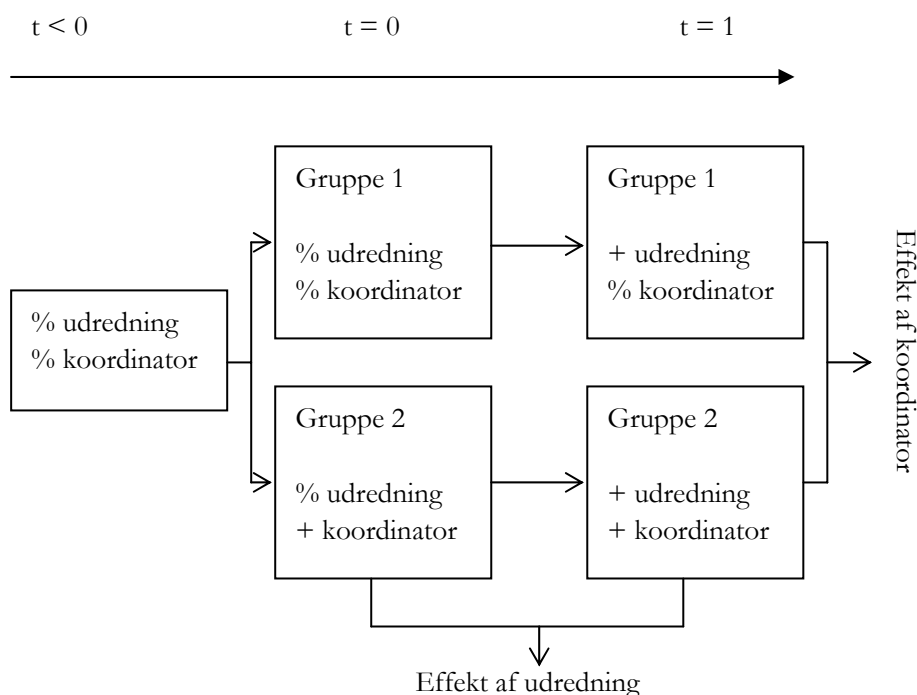 t < 0
t = 0
t = 1
% udredning
% koordinator
Gruppe 1
% udredning
% koordinator
Gruppe 1
+ udredning
% koordinator
Gruppe 2
% udredning
+ koordinator
Gruppe 2
+ udredning
+ koordinator
Effekt af koordinator
Effekt af udredning